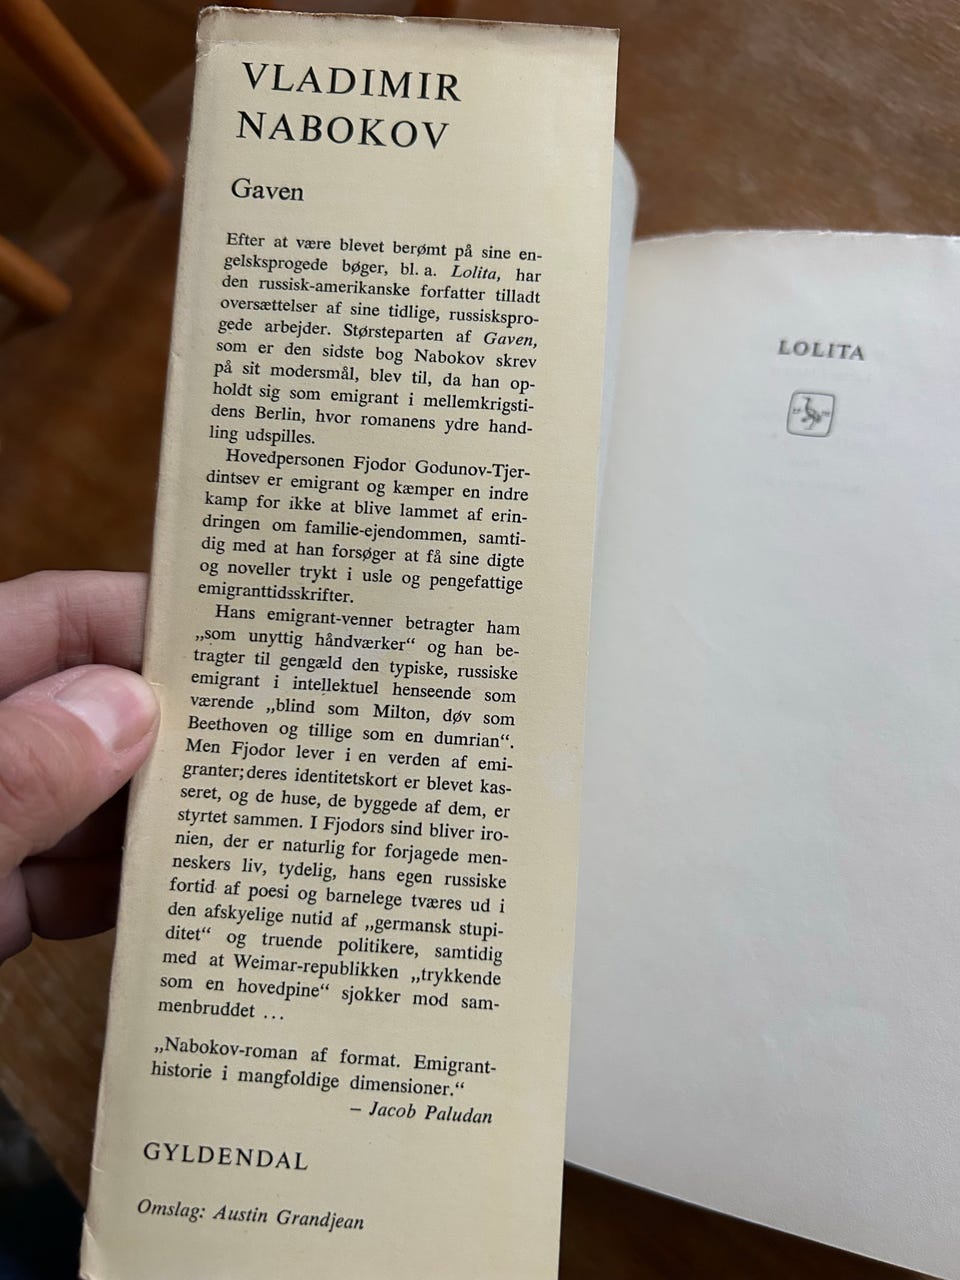 VLADIMIR
NABOKOV
Gaven
Efter at være blevet berømt på sine en-
gelsksprogede bøger, bl. a. Lolita, har
den russisk-amerikanske forfatter tilladt
oversættelser af sine tidlige, russiskspro-
gede arbejder. Størsteparten af Gaven,
som er den sidste bog Nabokov skrev
på sit modersmål, blev til, da han op-
holdt sig som emigrant i mellemkrigsti-
dens Berlin, hvor romanens ydre hand-
ling udspilles.
Hovedpersonen Fjodor Godunov-Tjer-
dintsev er emigrant og kæmper en indre
kamp for ikke at blive lammet af erin-
dringen om familie-ejendommen, samti-
dig med at han forsøger at få sine digte
og noveller trykt i usle og pengefattige
emigranttidsskrifter.
Hans emigrant-venner betragter ham
„som unyttig håndværker“ og han be-
tragter til gengæld den typiske, russiske
emigrant i intellektuel henseende som
værende „blind som Milton, døv som
Beethoven og tillige som en dumrian“.
Men Fjodor lever i en verden af emi-
granter; deres identitetskort er blevet kas-
seret, og de huse, de byggede af dem, er
styrtet sammen. I Fjodors sind bliver iro-
nien, der er naturlig for forjagede men-
neskers liv, tydelig, hans egen russiske
fortid af poesi og barnelege tværes ud i
den afskyelige nutid af „germansk stupi-
ditet“ og truende politikere, samtidig
med at Weimar-republikken „trykkende
som en hovedpine“ sjokker mod sam-
menbruddet ...
„Nabokov-roman af format. Emigrant-
historie i mangfoldige dimensioner.“
– Jacob Paludan
GYLDENDAL
Omslag: Austin Grandjean
LOLITA